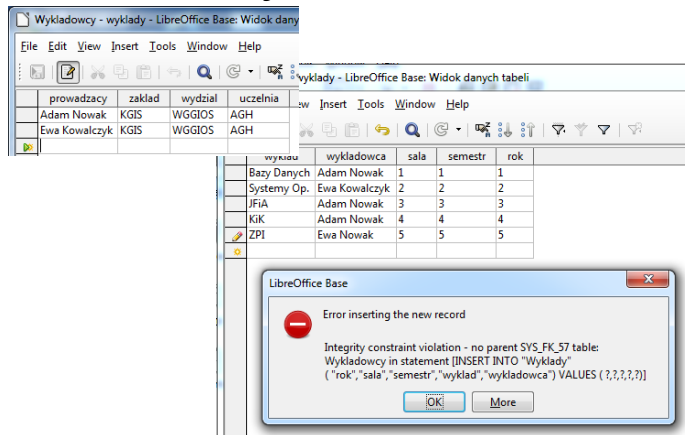 Wykladowcy - wyklady - LibreOffice Base: Widok dany
File Edit View Insert Tools Window Help
prowadzacy zaklad wydzial uczelnia
Adam Nowak KGIS WGGIOS AGH
Ewa Kowalczyk KGIS WGGIOS AGH
wyklady - LibreOffice Base: Widok danych tabeli
ew Insert Tools Window Help
wyklad wykladowca sala semestr rok
Bazy Danych Adam Nowak 1 1 1
Systemy Op. Ewa Kowalczyk 2 2 2
JFiA Adam Nowak 3 3 3
KiK Adam Nowak 4 4 4
ZPI Ewa Nowak 5 5 5
LibreOffice Base
Error inserting the new record
Integrity constraint violation - no parent SYS_FK_57 table:
Wykladowcy in statement [INSERT INTO "Wyklady"
( "rok","sala","semestr","wyklad","wykladowca") VALUES ( ?,?,?,?,?)]
OK More